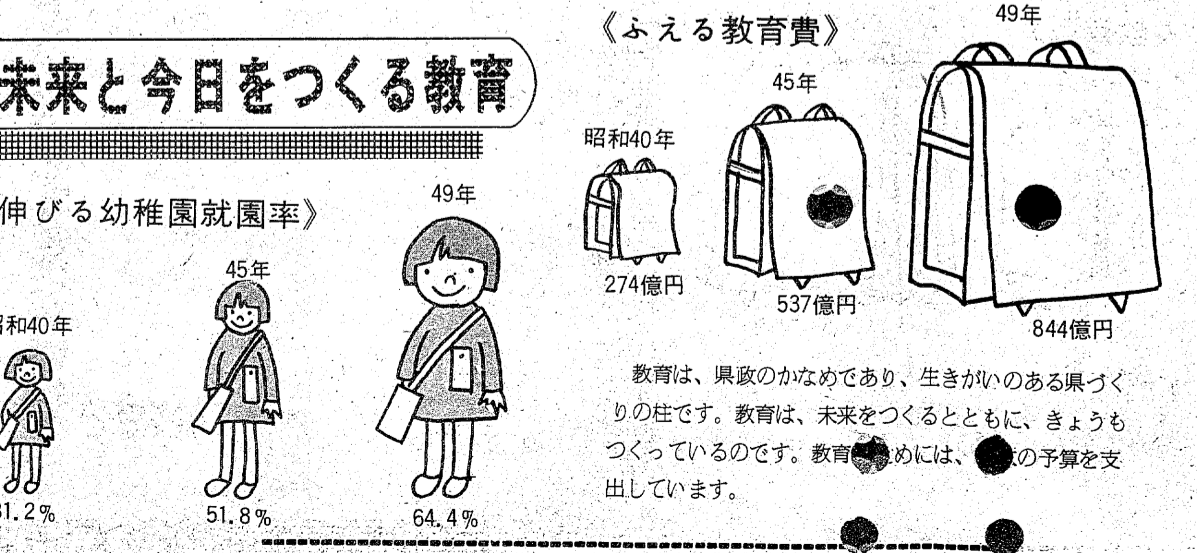 未来と今日をつくる教育
伸びる幼稚園就園率》
昭和40年
31.2%
45年
51.8%
49年
64.4%
《ふえる教育費》
昭和40年
274億円
45年
537億円
49年
844億円
教育は、県政のかなめであり、生きがいのある県づく
りの柱です。教育は、未来をつくるとともに、きょうも
つくっているのです。教育 めには、 の予算を支
出しています。